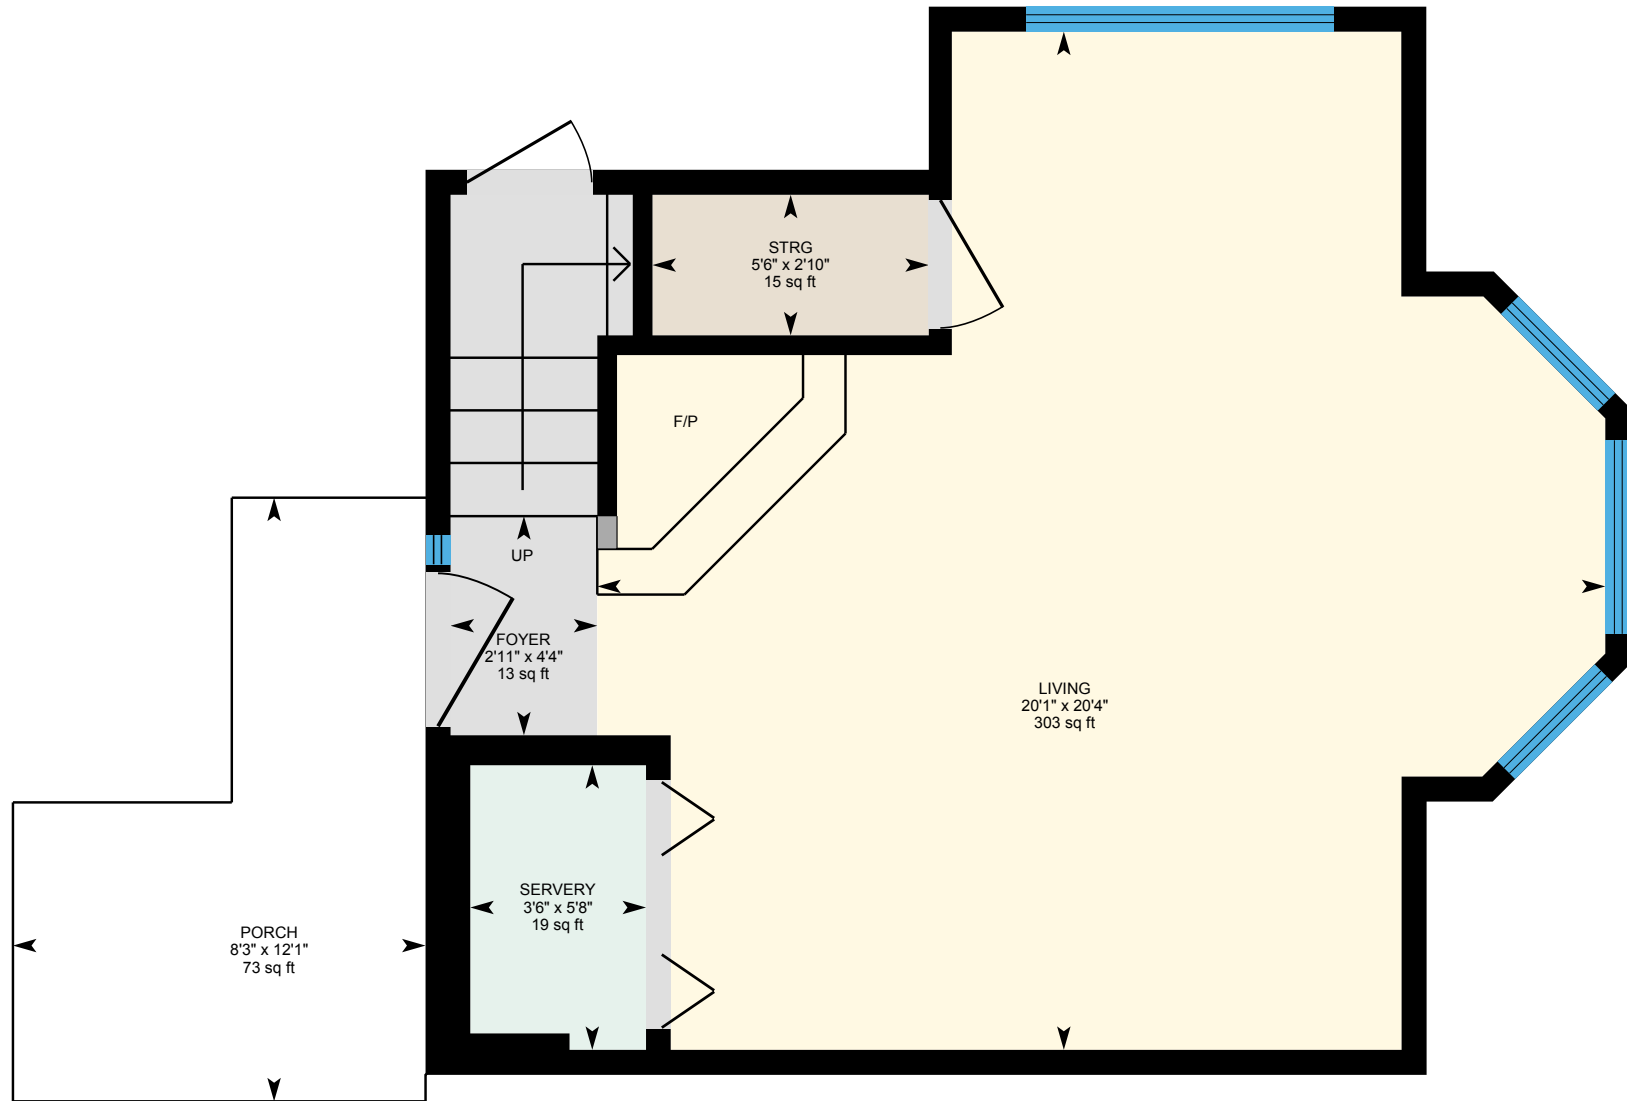 STRG
5'6" x 2'10"
15 sq ft
F/P
UP
FOYER
2'11" x 4'4"
13 sq ft
LIVING
20'1" x 20'4"
303 sq ft
SERVERY
3'6" x 5'8"
19 sq ft
PORCH
8'3" x 12'1"
73 sq ft